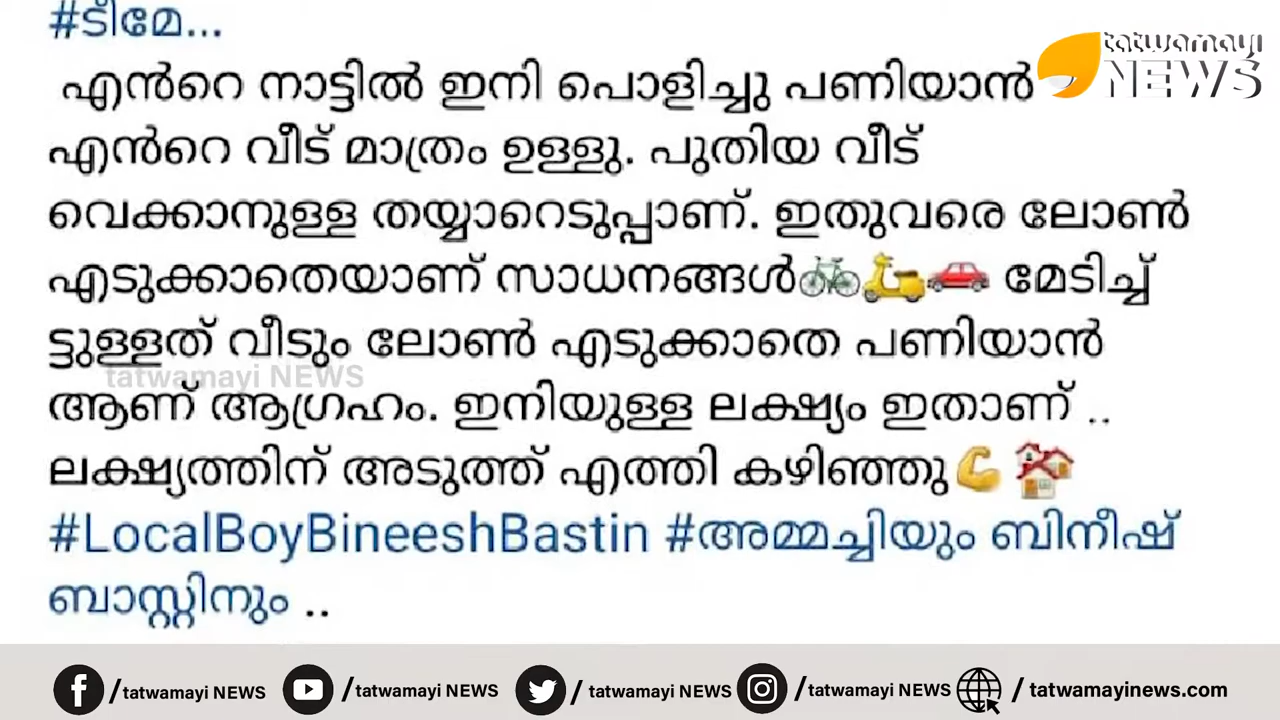 #ടീമേ...
tatwamayi
NEWS
എൻറെ നാട്ടിൽ ഇനി പൊളിച്ചു പണിയാൻ
എൻറെ വീട് മാത്രം ഉള്ളു. പുതിയ വീട്
വെക്കാനുള്ള തയ്യാറെടുപ്പാണ്. ഇതുവരെ ലോൺ
എടുക്കാതെയാണ് സാധനങ്ങൾ🚲🛵🚗 മേടിച്ച്
ട്ടുള്ളത് വീടും ലോൺ എടുക്കാതെ പണിയാൻ
tatwamayi NEWS
ആണ് ആഗ്രഹം. ഇനിയുള്ള ലക്ഷ്യം ഇതാണ് ..
ലക്ഷ്യത്തിന് അടുത്ത് എത്തി കഴിഞ്ഞു💪🏘
#LocalBoyBineeshBastin #അമ്മച്ചിയും ബിനീഷ്
ബാസ്റ്റിനും ..
/tatwamayi NEWS /tatwamayi NEWS / tatwamayi NEWS /tatwamayi NEWS / tatwamayinews.com